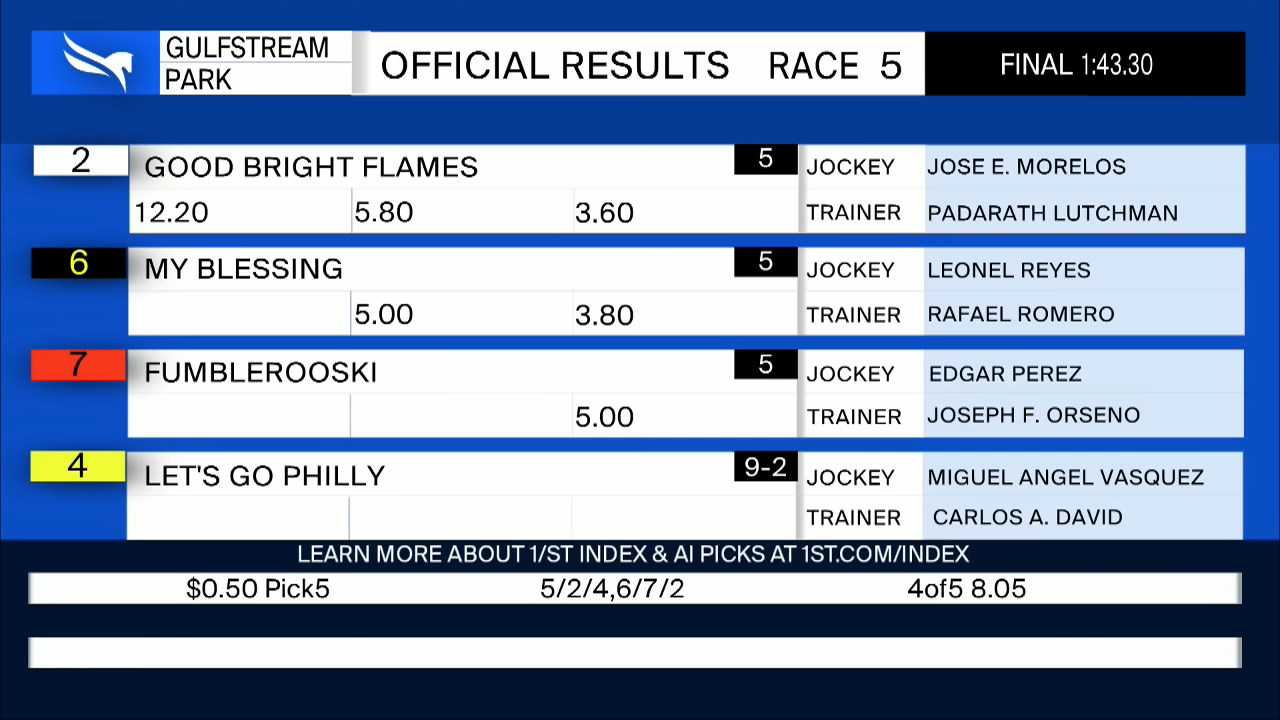 GULFSTREAM
PARK
OFFICIAL RESULTS RACE 5
FINAL 1:43.30
2 GOOD BRIGHT FLAMES 5 JOCKEY JOSE E. MORELOS
12.20 5.80 3.60 TRAINER PADARATH LUTCHMAN
6 MY BLESSING 5 JOCKEY LEONEL REYES
5.00 3.80 TRAINER RAFAEL ROMERO
7 FUMBLEROOSKI 5 JOCKEY EDGAR PEREZ
5.00 TRAINER JOSEPH F. ORSENO
4 LET'S GO PHILLY 9-2 JOCKEY MIGUEL ANGEL VASQUEZ
TRAINER CARLOS A. DAVID
LEARN MORE ABOUT 1/ST INDEX & AI PICKS AT 1ST.COM/INDEX
$0.50 Pick5 5/2/4,6/7/2 4of5 8.05